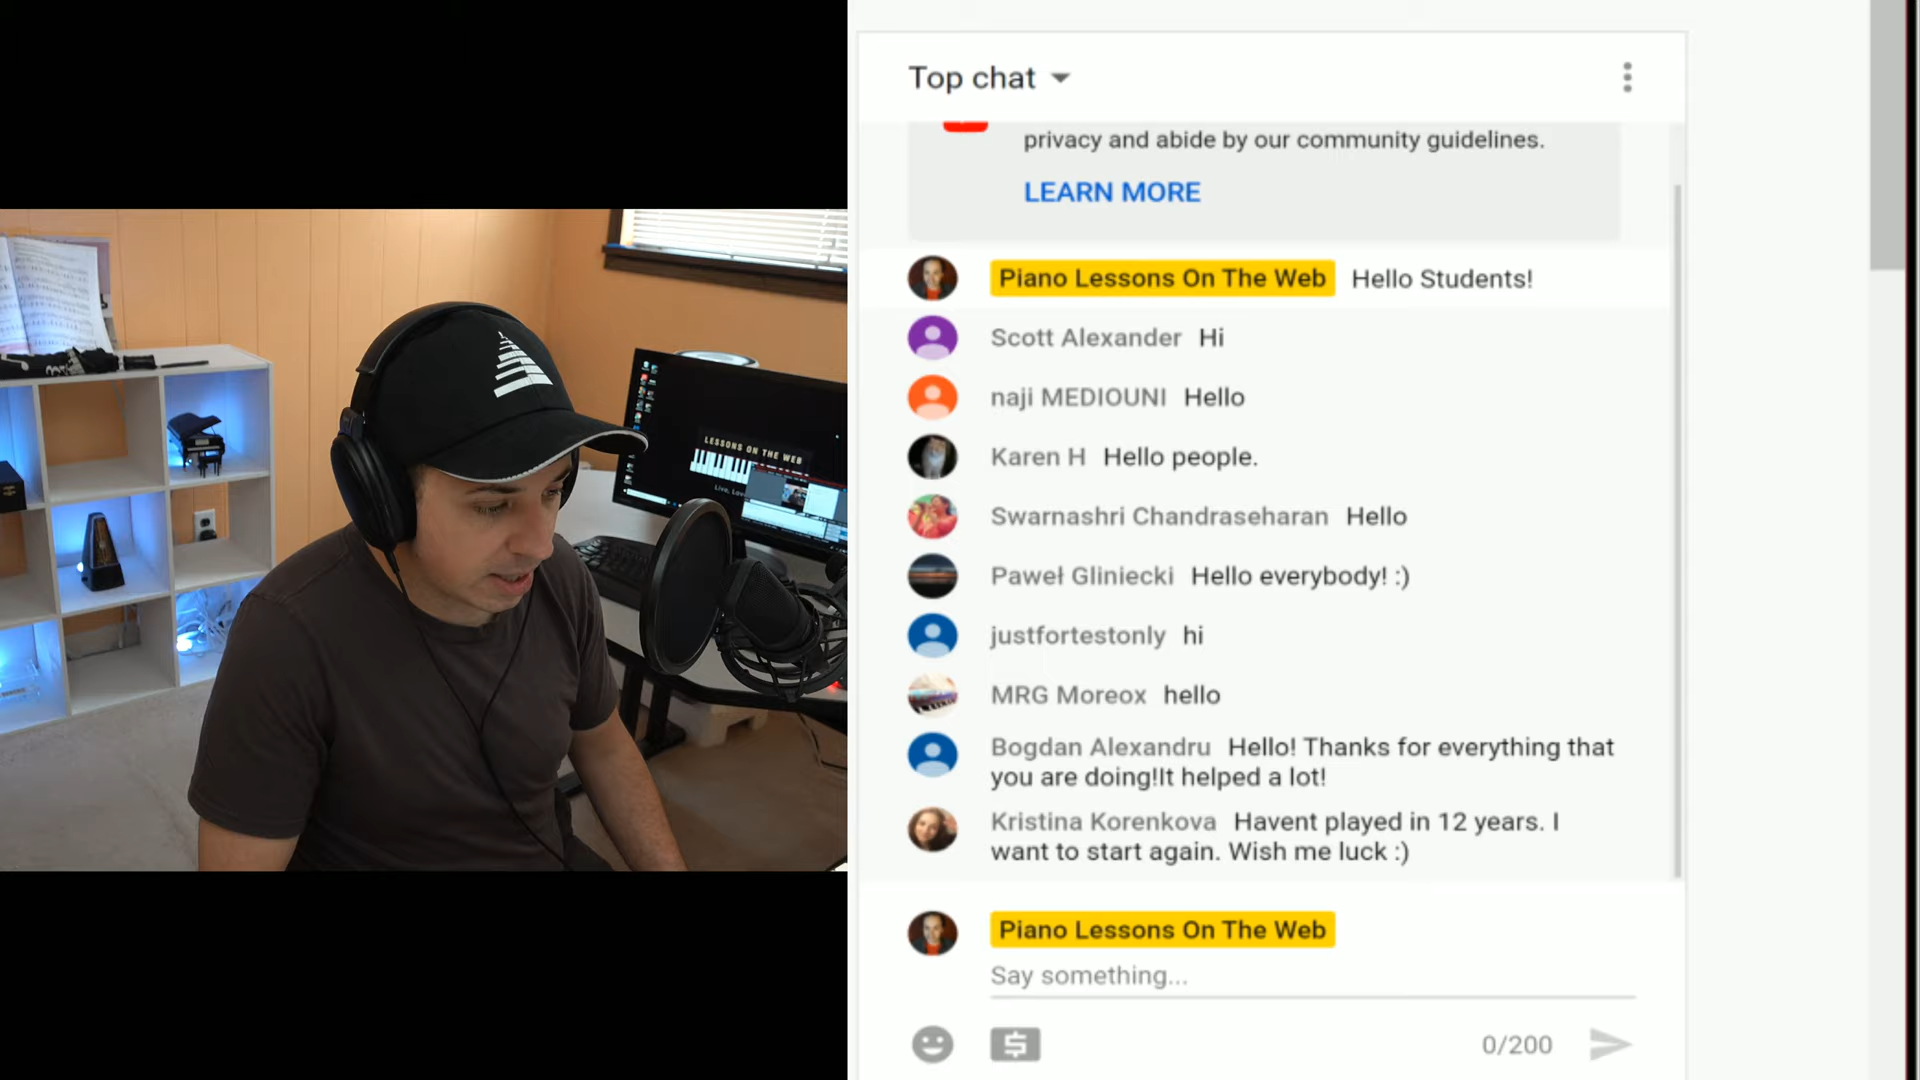 Top chat
privacy and abide by our community guidelines.
LEARN MORE
Piano Lessons On The Web Hello Students!
Scott Alexander Hi
naji MEDIOUNI Hello
Karen H Hello people.
Swarnashri Chandraseharan Hello
Paweł Gliniecki Hello everybody! :)
justfortestonly hi
MRG Moreox hello
Bogdan Alexandru Hello! Thanks for everything that
you are doing!It helped a lot!
Kristina Korenkova Havent played in 12 years. I
want to start again. Wish me luck :)
Piano Lessons On The Web
Say something...
0/200
LESSONS ON THE WEB